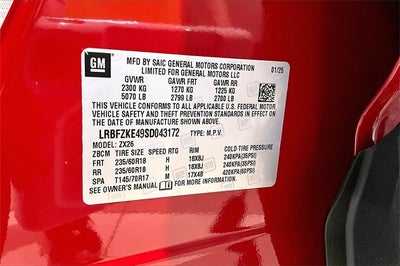 GM
MFD BY SAIC GENERAL MOTORS CORPORATION 01/25
LIMITED FOR GENERAL MOTORS LLC
GVWR GAWR FRT GAWR RR
2300 KG 1270 KG 1225 KG
5070 LB 2799 LB 2700 LB
THIS VEHICLE CONFORMS TO ALL APPLICABLE U.S. FEDERAL MOTOR
VEHICLE SAFETY AND THEFT PREVENTION STANDARDS IN EFFECT
ON THE DATE OF MANUFACTURE SHOWN ABOVE.
LRBFZKE49SD043172 TYPE: M.P.V.
MODEL: ZX26
ZBCM TIRE SIZE SPEED RTG RIM COLD TIRE PRESSURE
FRT 235/60R18 H 18X8J 240KPA(35PSI)
RR 235/60R18 H 18X8J 240KPA(35PSI)
SPA T145/70R17 M 17X4B 420KPA(60PSI)
SEE OWNER'S MANUAL FOR ADDITIONAL INFORMATION.